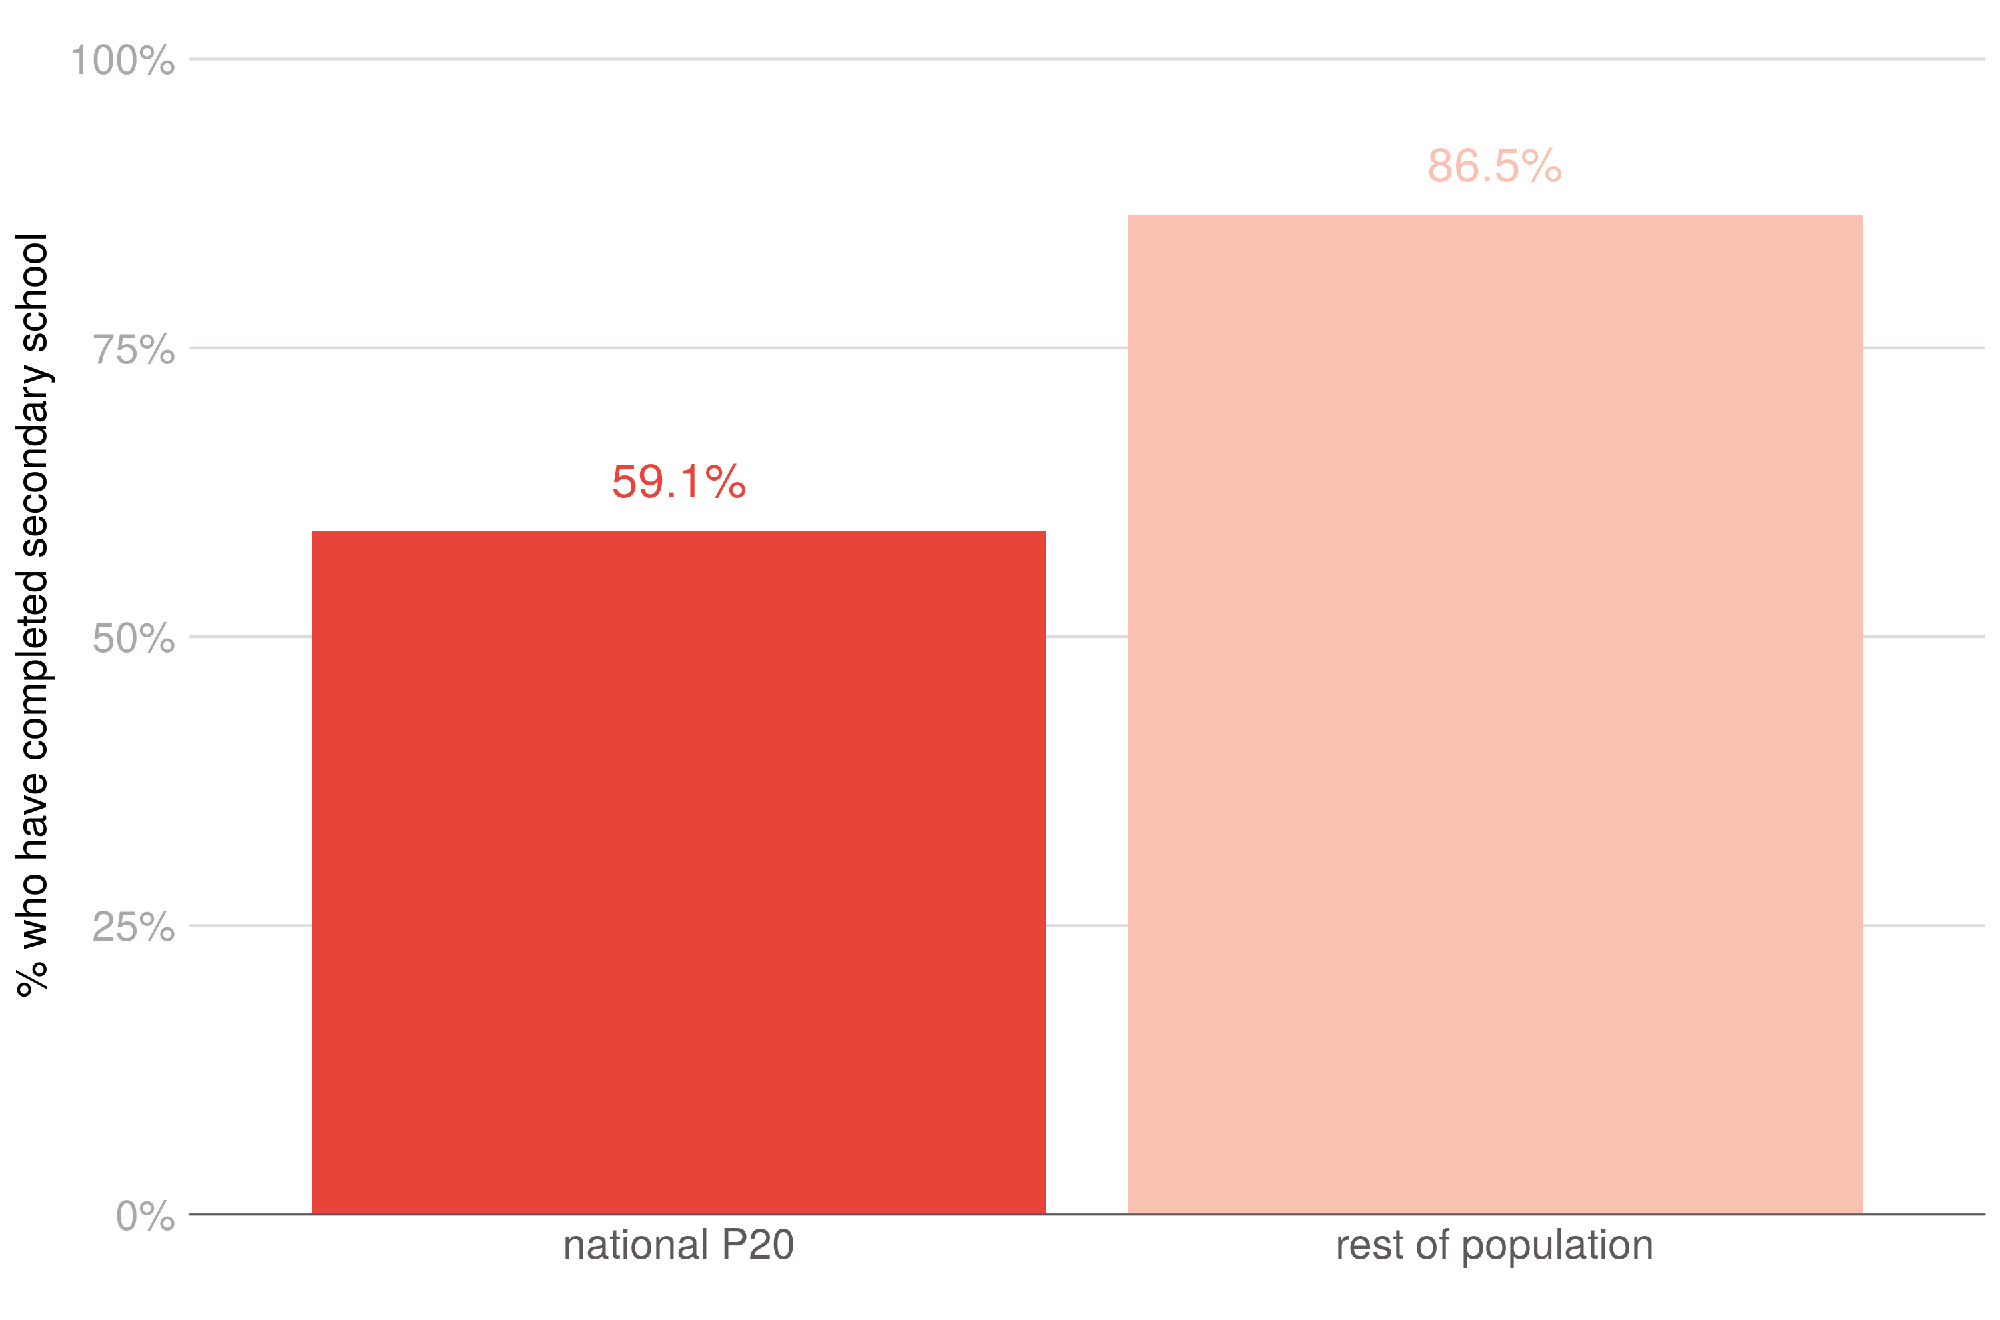 % who have completed secondary school
100%
75%
50%
25%
0%
59.1%
86.5%
national P20
rest of population